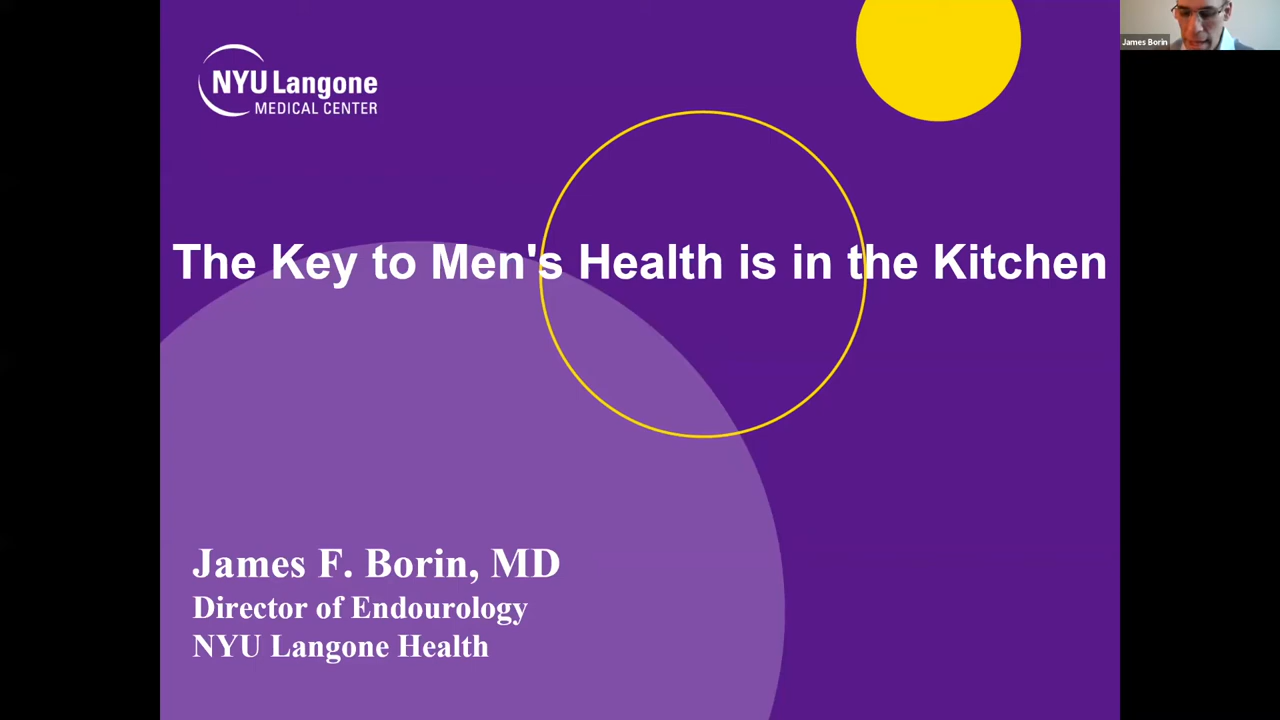 NYU Langone
MEDICAL CENTER
James Borin
The Key to Men's Health is in the Kitchen
James F. Borin, MD
Director of Endourology
NYU Langone Health